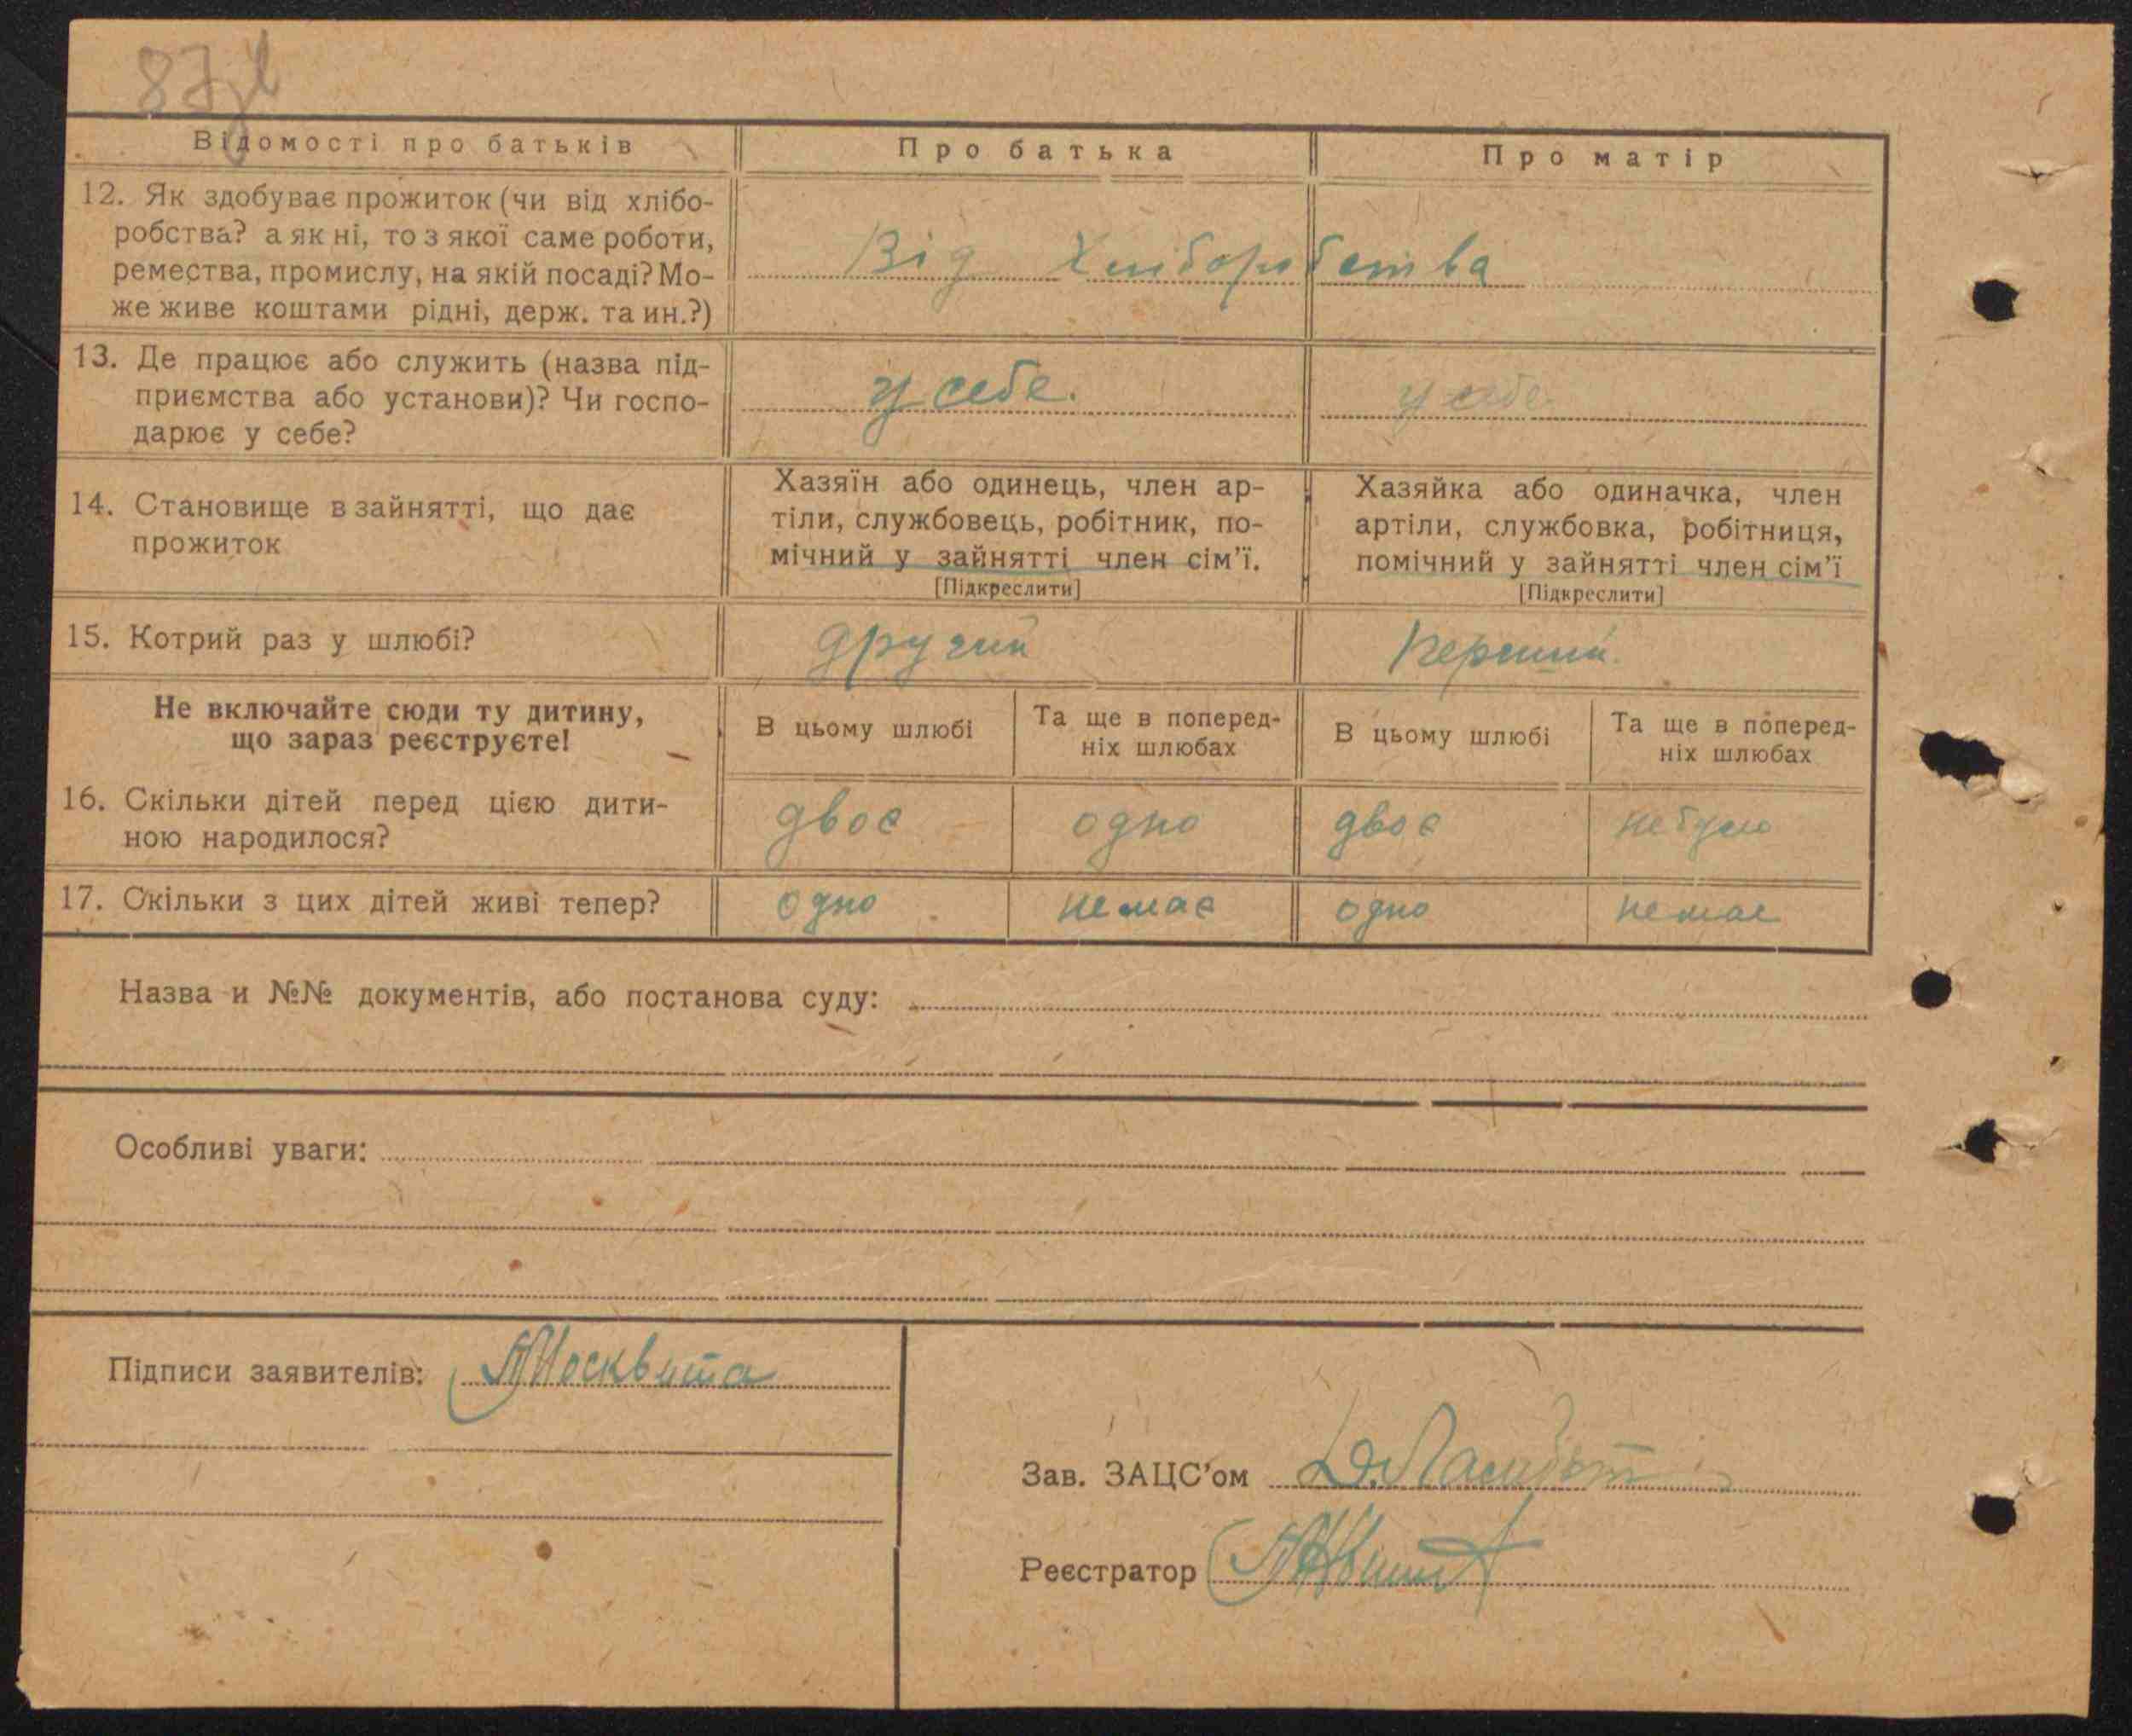 Відомості про батьків
Про батька
Про матір
12. Як здобуває прожиток (чи від хлібо-
робства? а як ні, то з якої саме роботи,
ремества, промислу, на якій посаді? Мо-
же живе коштами рідні, держ. та ин.?)
Від Хліборобства
13. Де працює або служить (назва під-
приємства або установи)? Чи госпо-
дарює у себе?
у себе.
у себе
14. Становище в зайнятті, що дає
прожиток
Хазяїн або одинець, член ар-
тіли, службовець, робітник, по-
мічний у зайнятті член сім'ї.
[Підкреслити]
Хазяйка або одиначка, член
артіли, службовка, робітниця,
помічний у зайнятті член сім'ї
[Підкреслити]
15. Котрий раз у шлюбі?
другий
перший.
Не включайте сюди ту дитину,
що зараз реєструєте!
В цьому шлюбі
Та ще в поперед-
ніх шлюбах
В цьому шлюбі
Та ще в поперед-
ніх шлюбах
16. Скільки дітей перед цією дити-
ною народилося?
двоє
одно
двоє
небуло
17. Скільки з цих дітей живі тепер?
одно
немає
одно
немає
Назва и №№ документів, або постанова суду:
Особливі уваги:
Підписи заявителів:
Зав. ЗАЦС'ом
Реєстратор